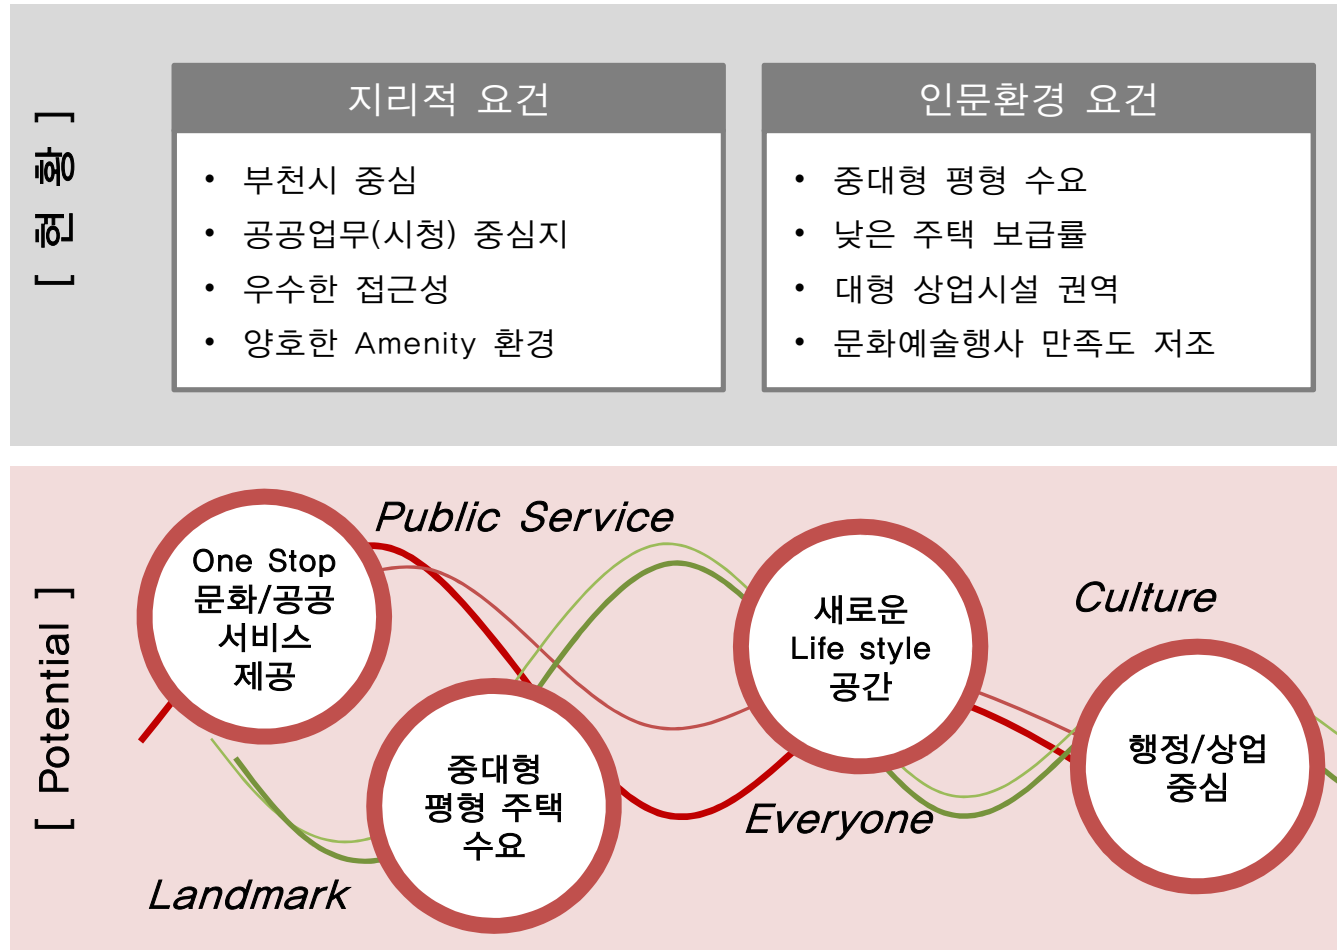 [ 현 황 ]
지리적 요건
• 부천시 중심
• 공공업무(시청) 중심지
• 우수한 접근성
• 양호한 Amenity 환경
인문환경 요건
• 중대형 평형 수요
• 낮은 주택 보급률
• 대형 상업시설 권역
• 문화예술행사 만족도 저조
[ Potential ]
One Stop
문화/공공
서비스
제공
Public Service
중대형
평형 주택
수요
Landmark
새로운
Life style
공간
Everyone
Culture
행정/상업
중심